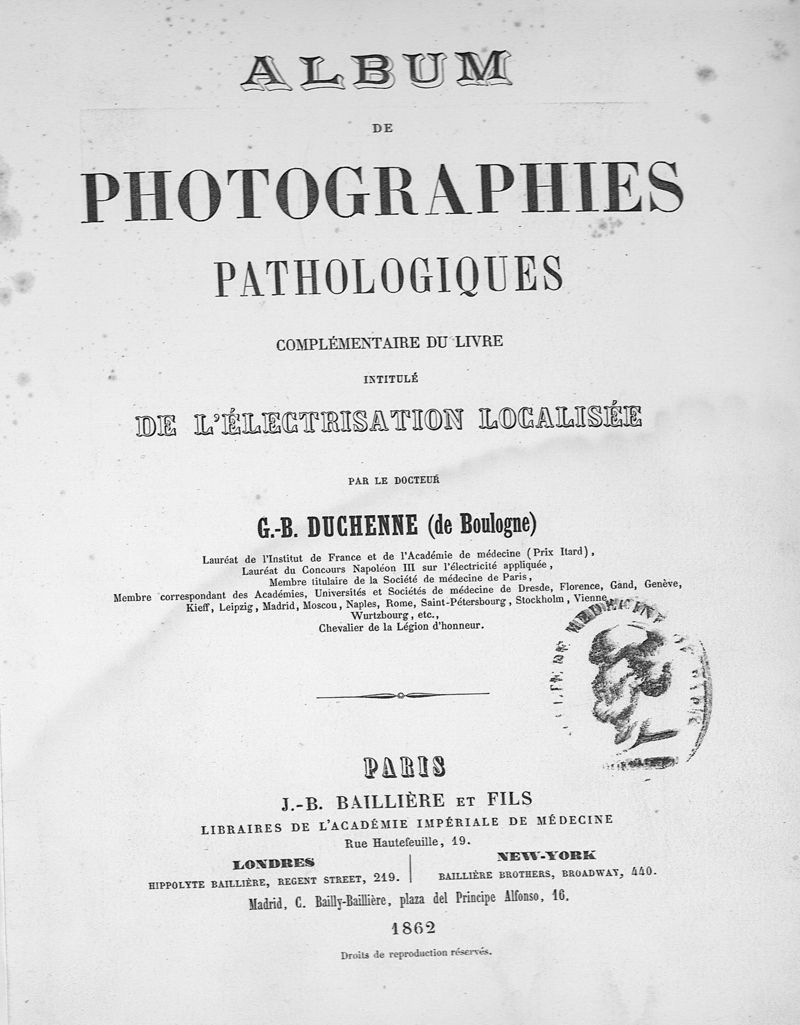 ALBUM
DE
PHOTOGRAPHIES
PATHOLOGIQUES
COMPLÉMENTAIRE DU LIVRE
INTITULÉ
DE L'ÉLECTRISATION LOCALISÉE
PAR LE DOCTEUR
G.-B. DUCHENNE (de Boulogne)
Lauréat de l'Institut de France et de l'Académie de médecine (Prix Itard),
Lauréat du Concours Napoléon III sur l'électricité appliquée,
Membre titulaire de la Société de médecine de Paris,
Membre correspondant des Académies, Universités et Sociétés de médecine de Dresde, Florence, Gand, Genève,
Kieff, Leipzig, Madrid, Moscou, Naples, Rome, Saint-Pétersbourg, Stockholm, Vienne
Wurtzbourg, etc.,
Chevalier de la Légion d'honneur.
PARIS
J.-B. BAILLIÈRE ET FILS
LIBRAIRES DE L'ACADÉMIE IMPÉRIALE DE MÉDECINE
Rue Hautefeuille, 19.
LONDRES
HIPPOLYTE BAILLIÈRE, REGENT STREET, 219.
NEW-YORK
BAILLIÈRE BROTHERS, BROADWAY, 440.
Madrid, C. Bailly-Baillière, plaza del Principe Alfonso, 16.
1862
Droits de reproduction réservés.